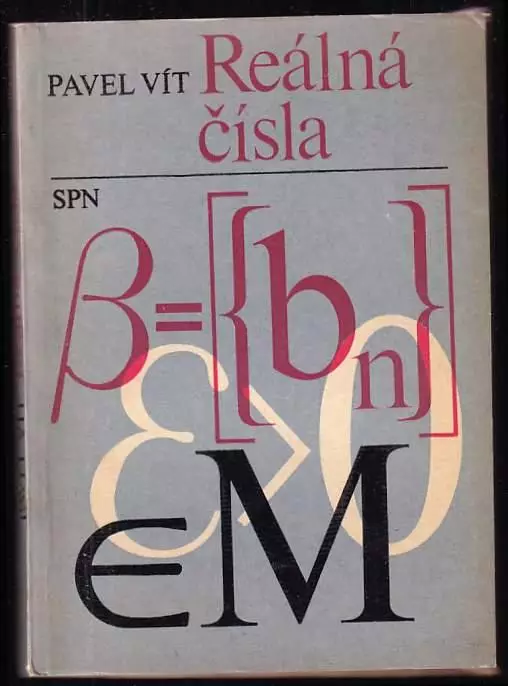 PAVEL VÍT Reálná
čísla
SPN
β=[{bn}]
ε>0
∈M